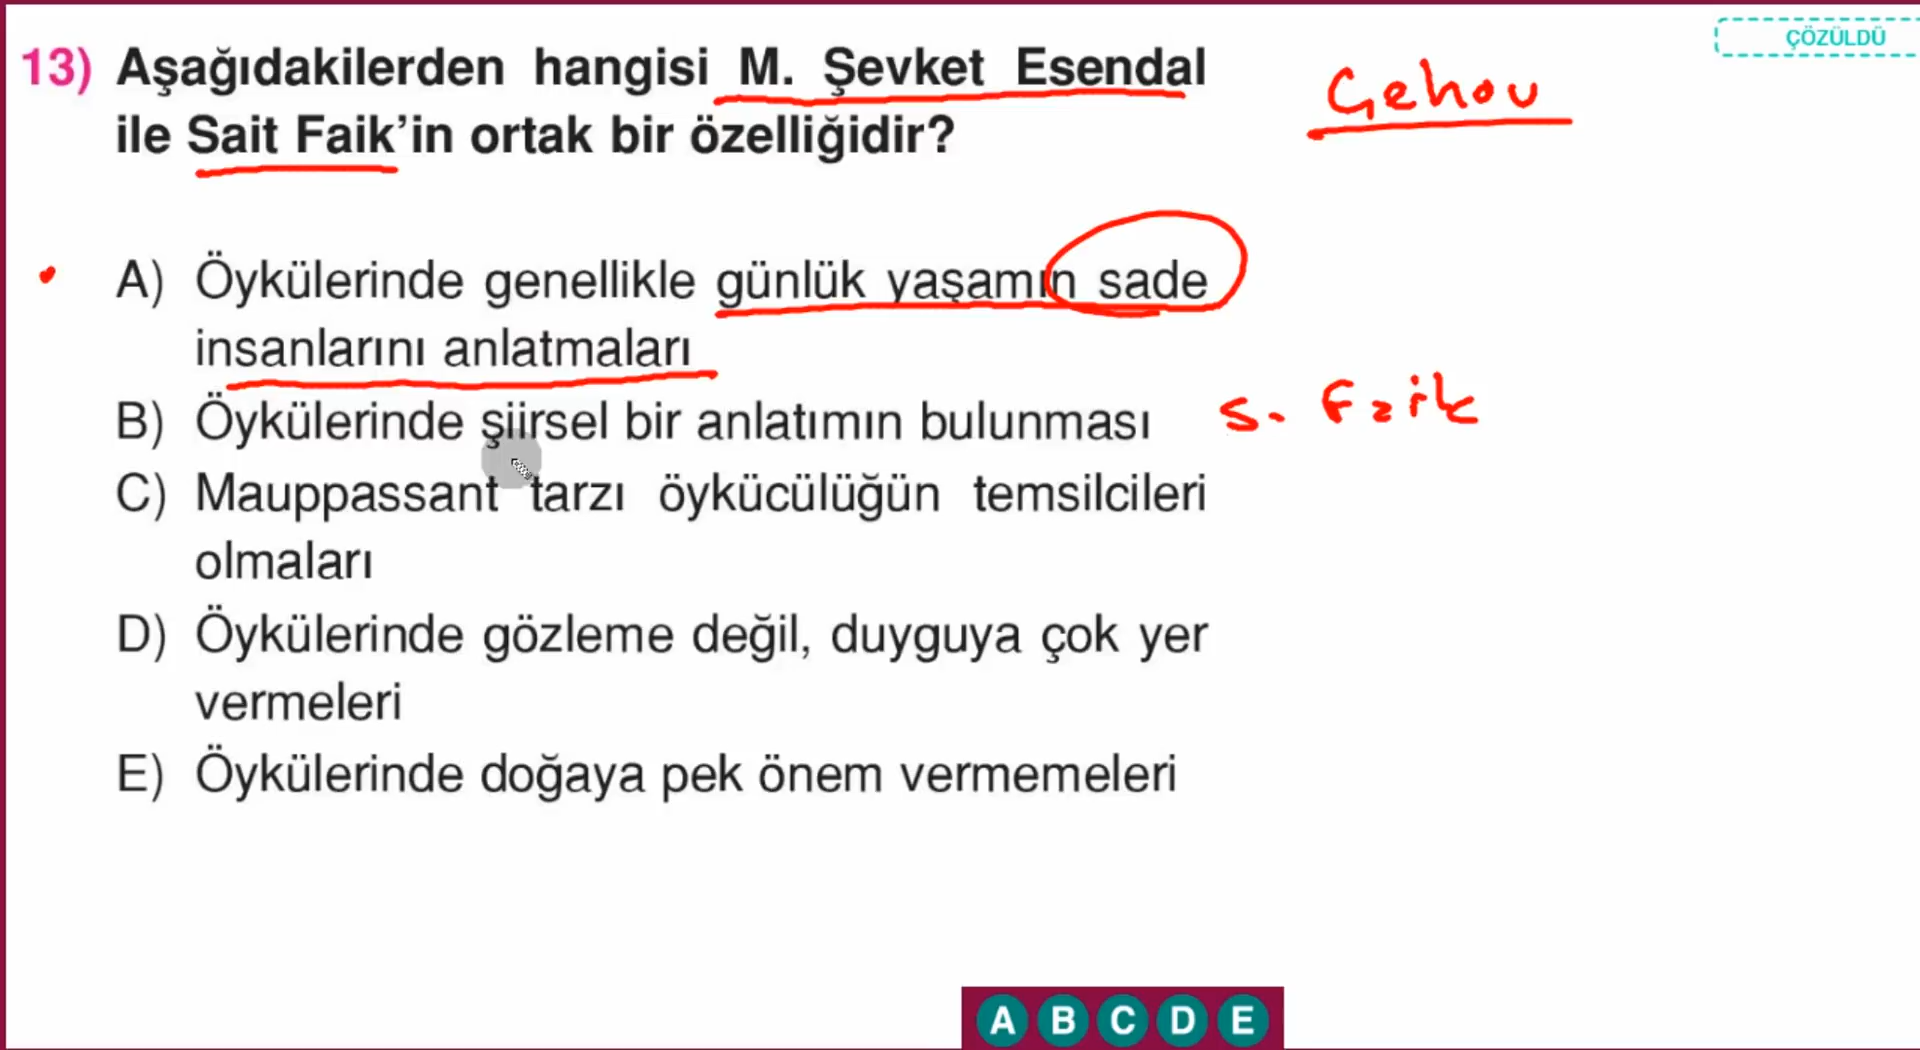 ÇÖZÜLDÜ
13) Aşağıdakilerden hangisi M. Şevket Esendal
ile Sait Faik'in ortak bir özelliğidir?
Çehov
A) Öykülerinde genellikle günlük yaşamın sade
insanlarını anlatmaları
B) Öykülerinde şiirsel bir anlatımın bulunması
S. Faik
C) Mauppassant tarzı öykücülüğün temsilcileri
olmaları
D) Öykülerinde gözleme değil, duyguya çok yer
vermeleri
E) Öykülerinde doğaya pek önem vermemeleri
A B C D E